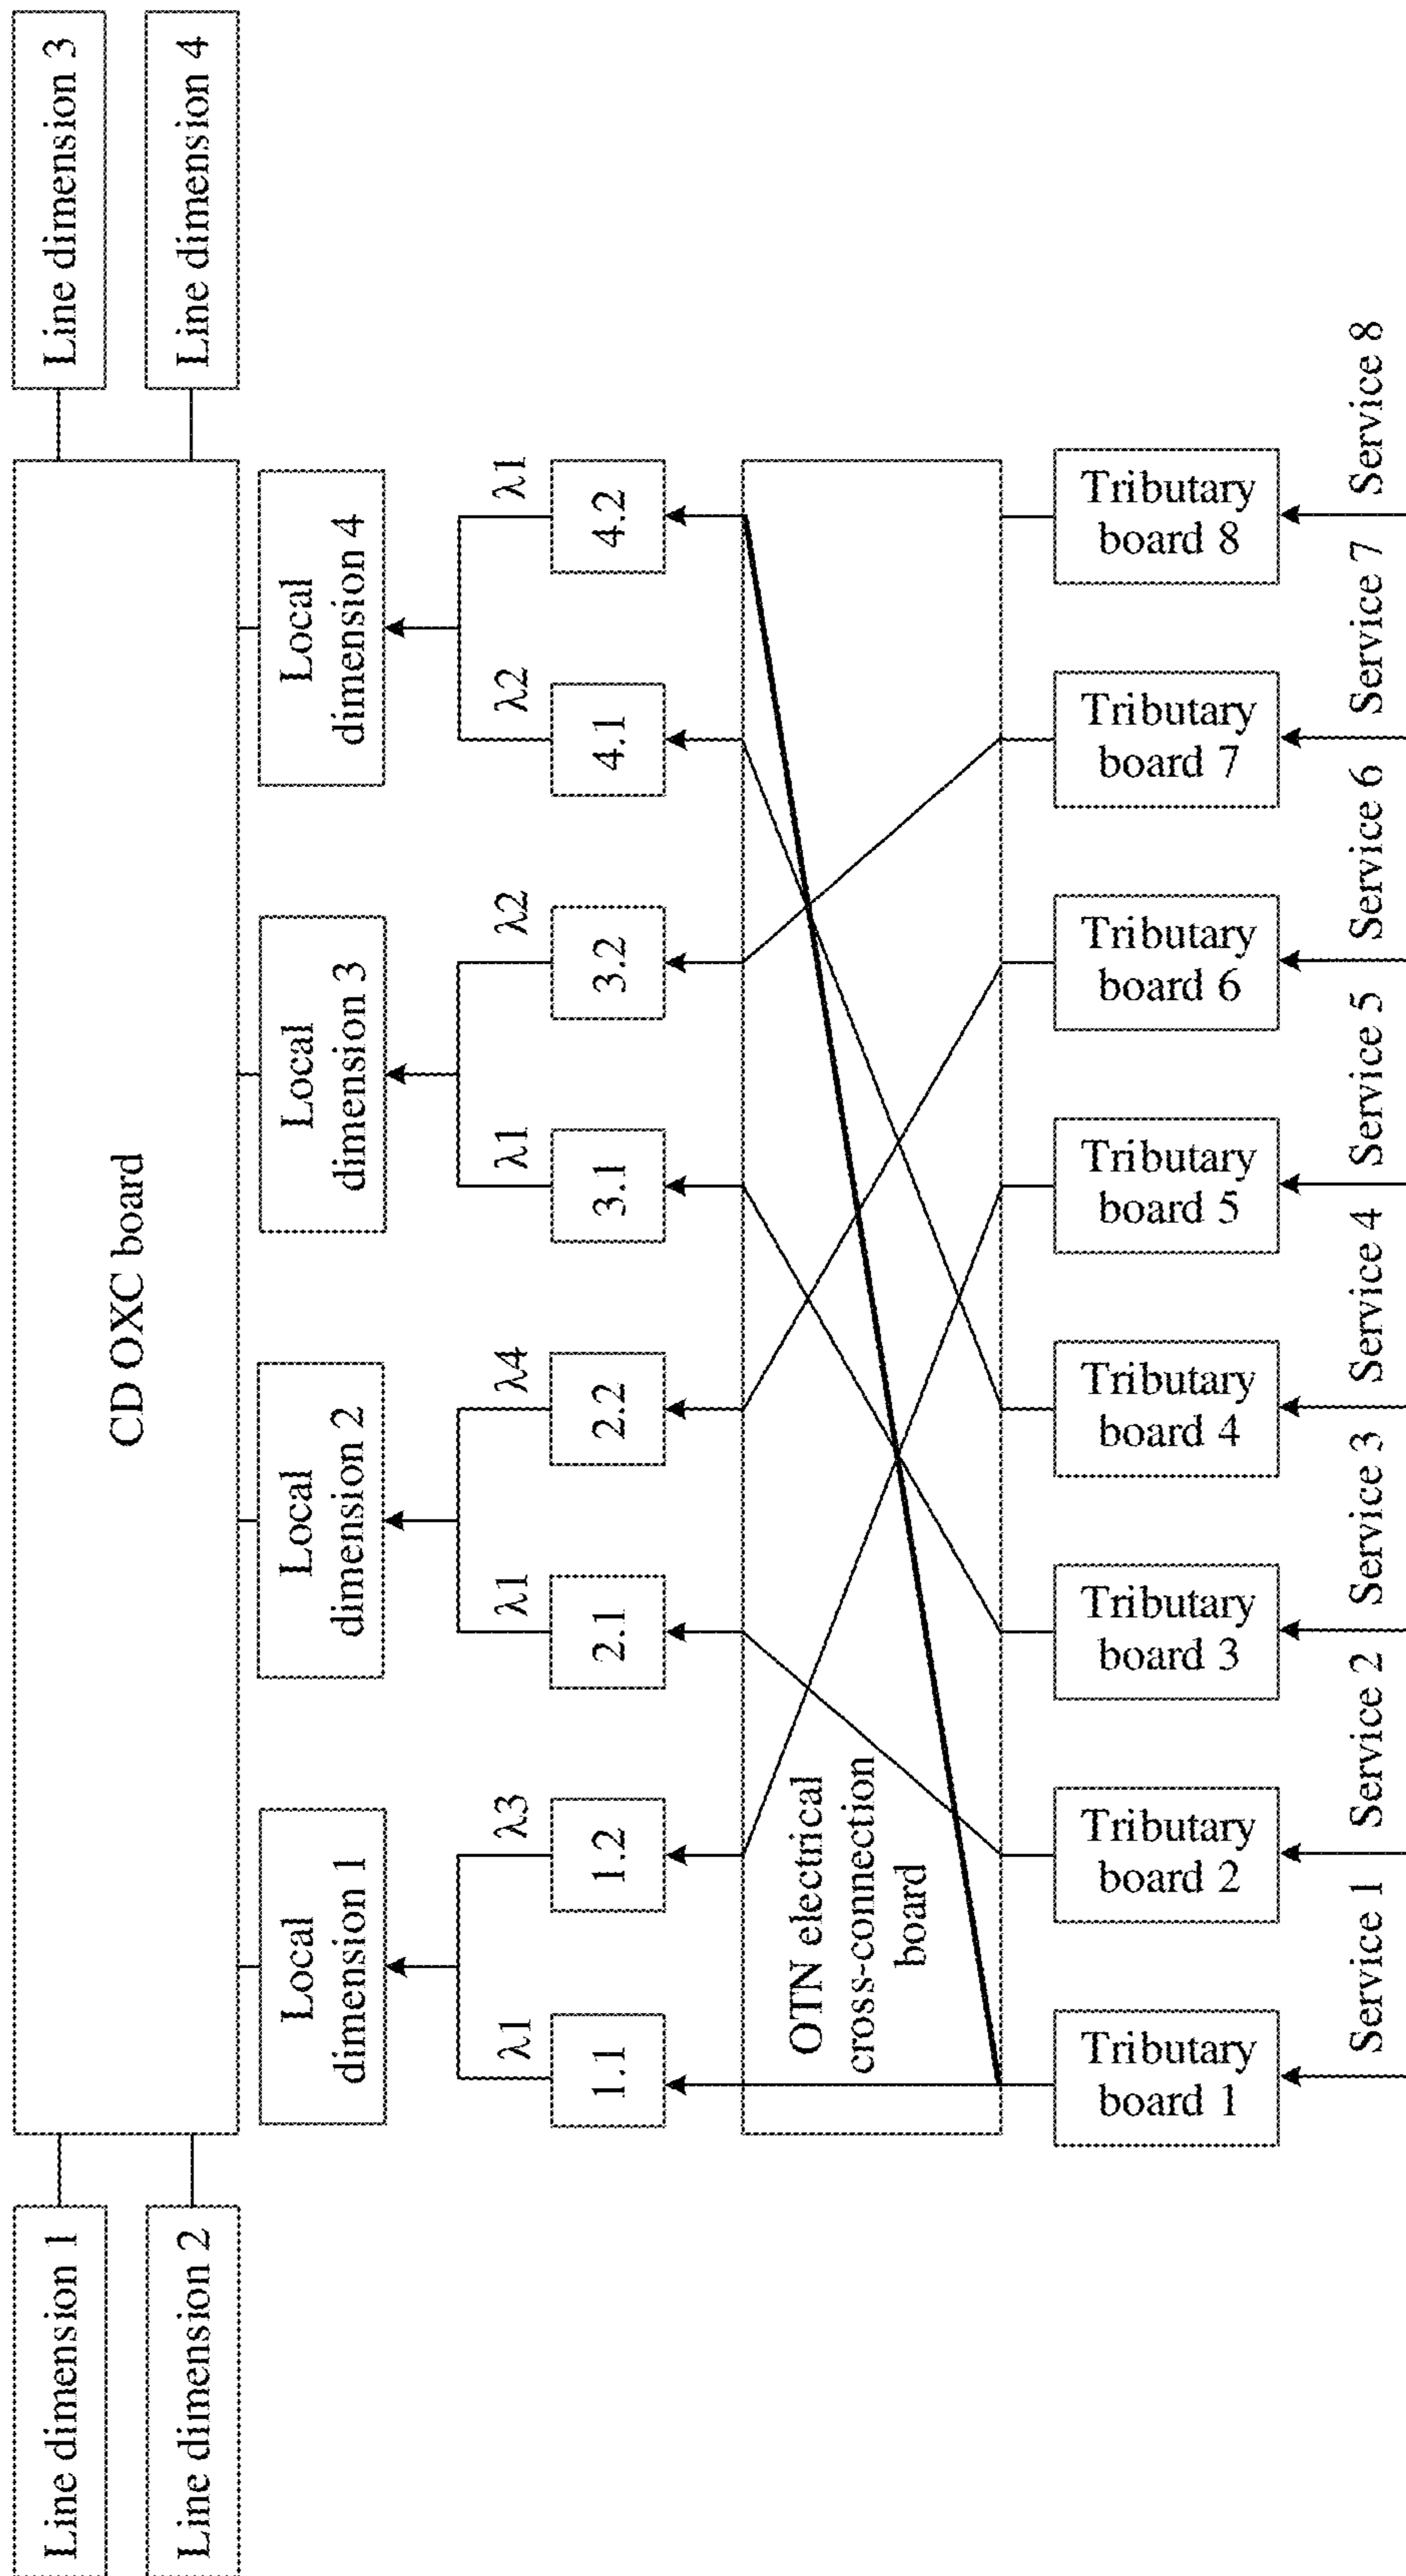 Line dimension 1
Line dimension 2
CD OXC board
Line dimension 3
Line dimension 4
Local
dimension 1
Local
dimension 2
Local
dimension 3
Local
dimension 4
λ1
λ3
λ1
λ4
λ1
λ2
λ2
λ1
1.1
1.2
2.1
2.2
3.1
3.2
4.1
4.2
OTN electrical
cross-connection
board
Tributary
board 1
Tributary
board 2
Tributary
board 3
Tributary
board 4
Tributary
board 5
Tributary
board 6
Tributary
board 7
Tributary
board 8
Service 1
Service 2
Service 3
Service 4
Service 5
Service 6
Service 7
Service 8